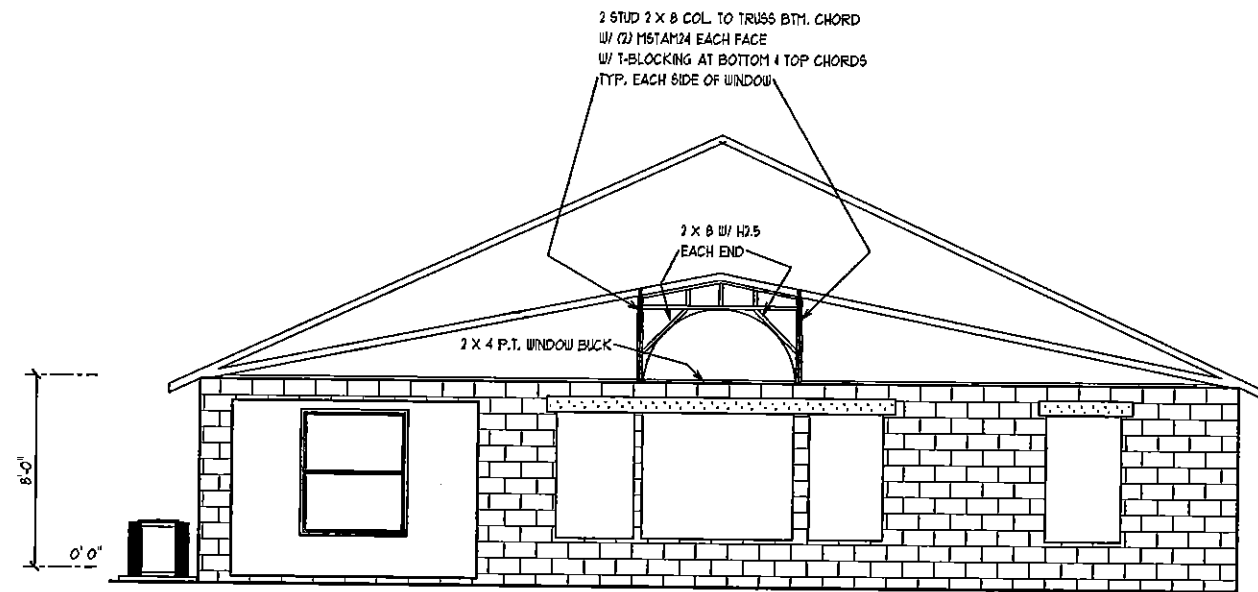 2 STUD 2 X 8 COL. TO TRUSS BTM. CHORD
W/ (2) MSTAM24 EACH FACE
W/ T-BLOCKING AT BOTTOM & TOP CHORDS
TYP. EACH SIDE OF WINDOW
2 X 8 W/ H2.5
EACH END
2 X 4 P.T. WINDOW BUCK
8'-0"
0' 0"